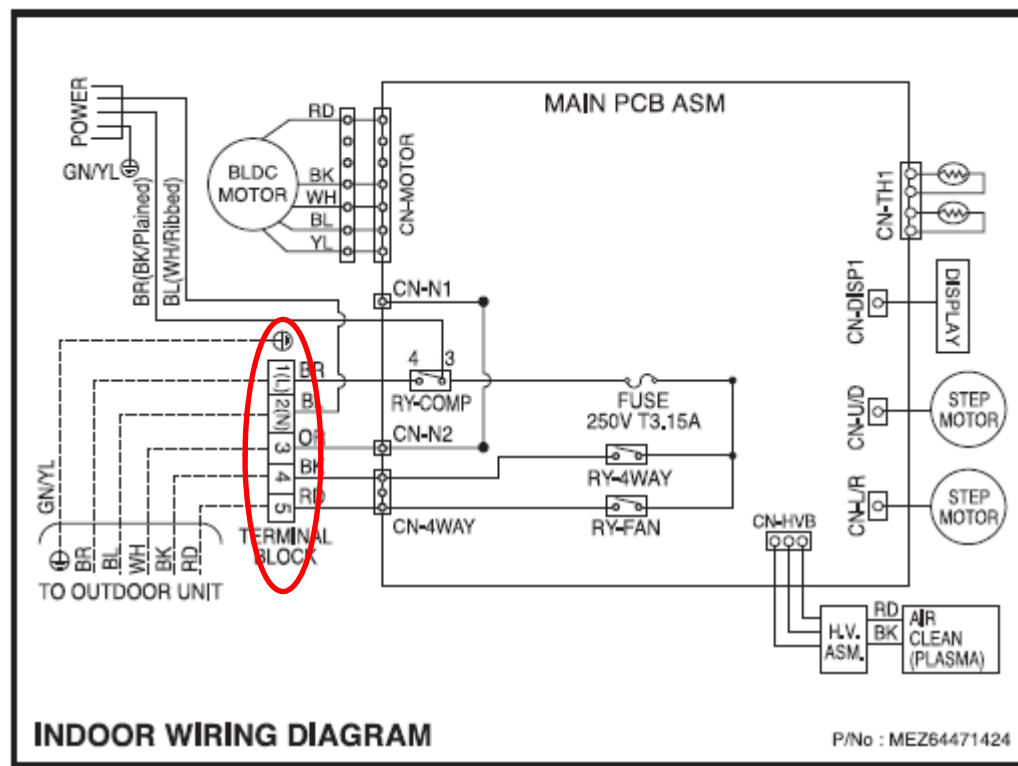 POWER
GN/YL
BR(BK/Plained)
BL(WH/Ribbed)
BLDC
MOTOR
RD
BK
WH
BL
YL
CN-MOTOR
MAIN PCB ASM
CN-TH1
CN-DISP1
DISPLAY
CN-N1
1(L)
2(N)
3
4
5
BR
BL
OR
BK
RD
4 3
RY-COMP
FUSE
250V T3.15A
CN-U/D
STEP
MOTOR
CN-N2
RY-4WAY
CN-L/R
STEP
MOTOR
RY-FAN
CN-4WAY
TERMINAL
BLOCK
GN/YL
BR
BL
WH
BK
RD
TO OUTDOOR UNIT
CN-HVB
H.V.
ASM.
RD
BK
AIR
CLEAN
(PLASMA)
INDOOR WIRING DIAGRAM
P/No : MEZ64471424